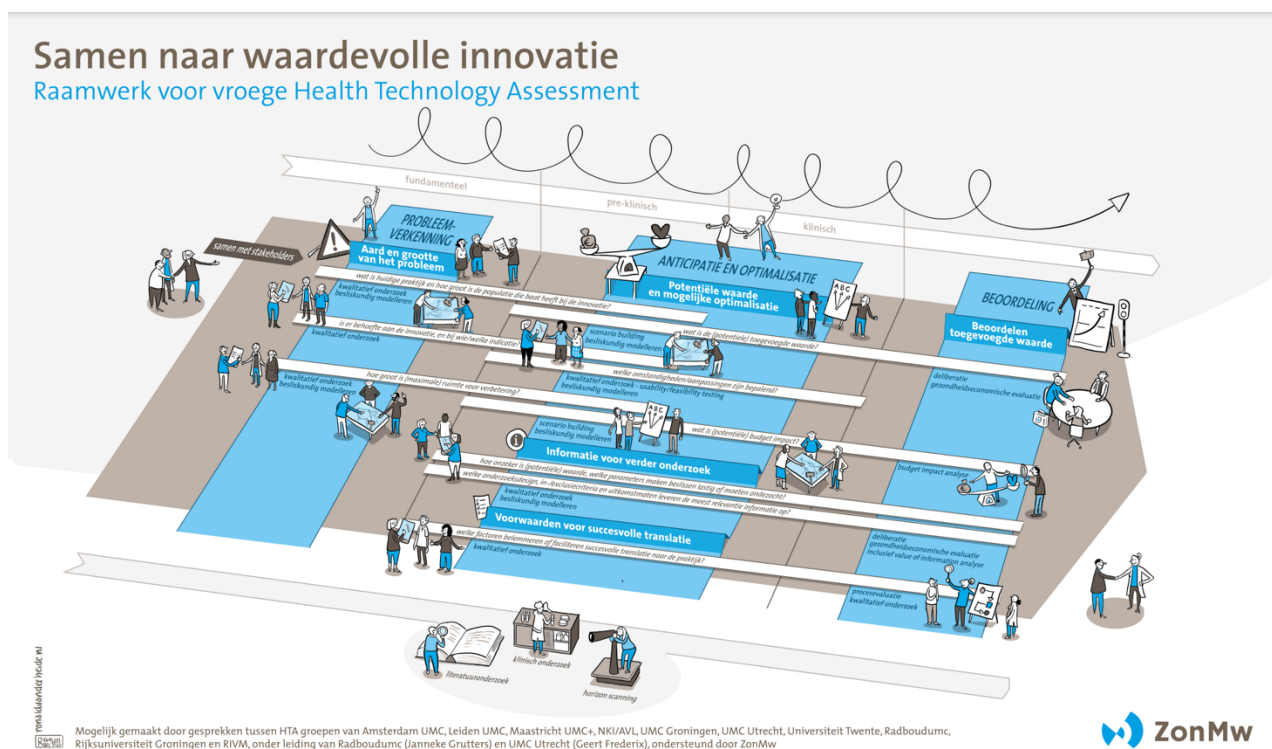 Samen naar waardevolle innovatie
Raamwerk voor vroege Health Technology Assessment
fundamenteel
pre-klinisch
klinisch
samen met stakeholders
PROBLEEM-
VERKENNING
Aard en grootte
van het probleem
ANTICIPATIE EN OPTIMALISATIE
Potentiële waarde
en mogelijke optimalisatie
ABC
BEOORDELING
Beoordelen
toegevoegde waarde
wat is huidige praktijk en hoe groot is de populatie die baat heeft bij de innovatie?
kwalitatief onderzoek
besliskundig modelleren
wat is de (potentiële) toegevoegde waarde?
scenario building
besliskundig modelleren
deliberatie
gezondheidseconomische evaluatie
is er behoefte aan de innovatie, en bij wie/welke indicatie?
kwalitatief onderzoek
welke omstandigheden/aanpassingen zijn bepalend?
kwalitatief onderzoek - usability/feasibility testing
besliskundig modelleren
hoe groot is (maximale) ruimte voor verbetering?
kwalitatief onderzoek
besliskundig modelleren
wat is (potentiële) budget impact?
scenario building
besliskundig modelleren
ABC
budget impact analyse
Informatie voor verder onderzoek
hoe onzeker is (potentiële) waarde, welke parameters maken beslissen lastig of moeten onderzocht?
welke onderzoeksdesign, in-/exclusiecriteria en uitkomstmaten leveren de meest relevante informatie op?
kwalitatief onderzoek
besliskundig modelleren
deliberatie
gezondheidseconomische evaluatie
inclusief value of information analyse
Voorwaarden voor succesvolle translatie
welke factoren belemmeren of faciliteren succesvolle translatie naar de praktijk?
kwalitatief onderzoek
procesevaluatie
kwalitatief onderzoek
literatuuronderzoek
klinisch onderzoek
horizon scanning
Mogelijk gemaakt door gesprekken tussen HTA groepen van Amsterdam UMC, Leiden UMC, Maastricht UMC+, NKI/AVL, UMC Groningen, UMC Utrecht, Universiteit Twente, Radboudumc,
Rijksuniversiteit Groningen en RIVM, onder leiding van Radboudumc (Janneke Grutters) en UMC Utrecht (Geert Frederix), ondersteund door ZonMw
ZonMw